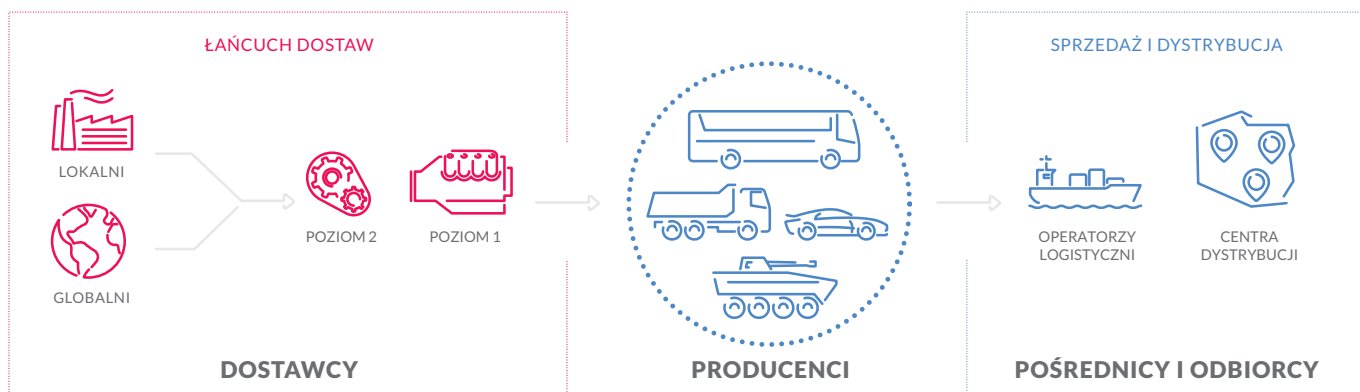 ŁAŃCUCH DOSTAW
LOKALNI
GLOBALNI
POZIOM 2
POZIOM 1
DOSTAWCY
PRODUCENCI
SPRZEDAŻ I DYSTRYBUCJA
OPERATORZY
LOGISTYCZNI
CENTRA
DYSTRYBUCJI
POŚREDNICY I ODBIORCY